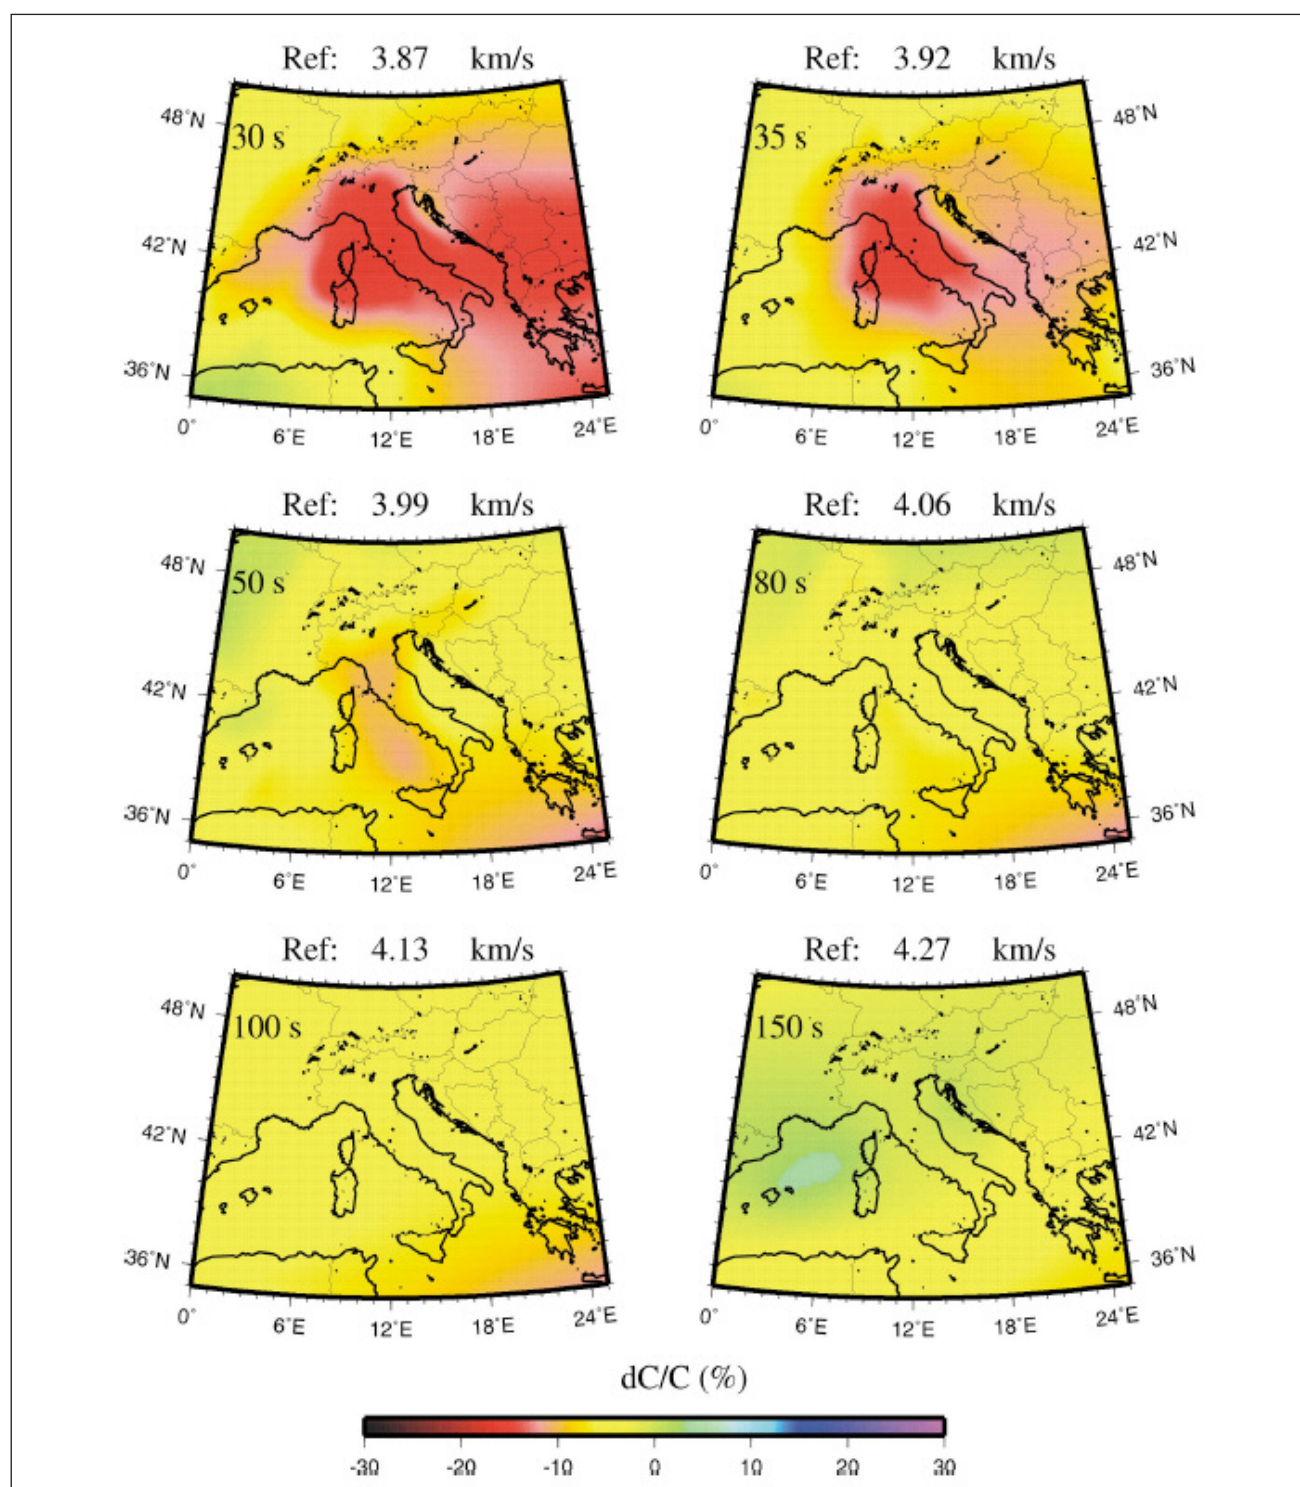 Ref: 3.87 km/s
Ref: 3.92 km/s
48°N
30 s
35 s
48°N
42°N
42°N
36°N
36°N
0°
6°E
12°E
18°E
24°E
0°
6°E
12°E
18°E
24°E
Ref: 3.99 km/s
Ref: 4.06 km/s
48°N
50 s
80 s
48°N
42°N
42°N
36°N
36°N
0°
6°E
12°E
18°E
24°E
0°
6°E
12°E
18°E
24°E
Ref: 4.13 km/s
Ref: 4.27 km/s
48°N
100 s
150 s
48°N
42°N
42°N
36°N
36°N
0°
6°E
12°E
18°E
24°E
0°
6°E
12°E
18°E
24°E
dC/C (%)
-30 -20 -10 0 10 20 30